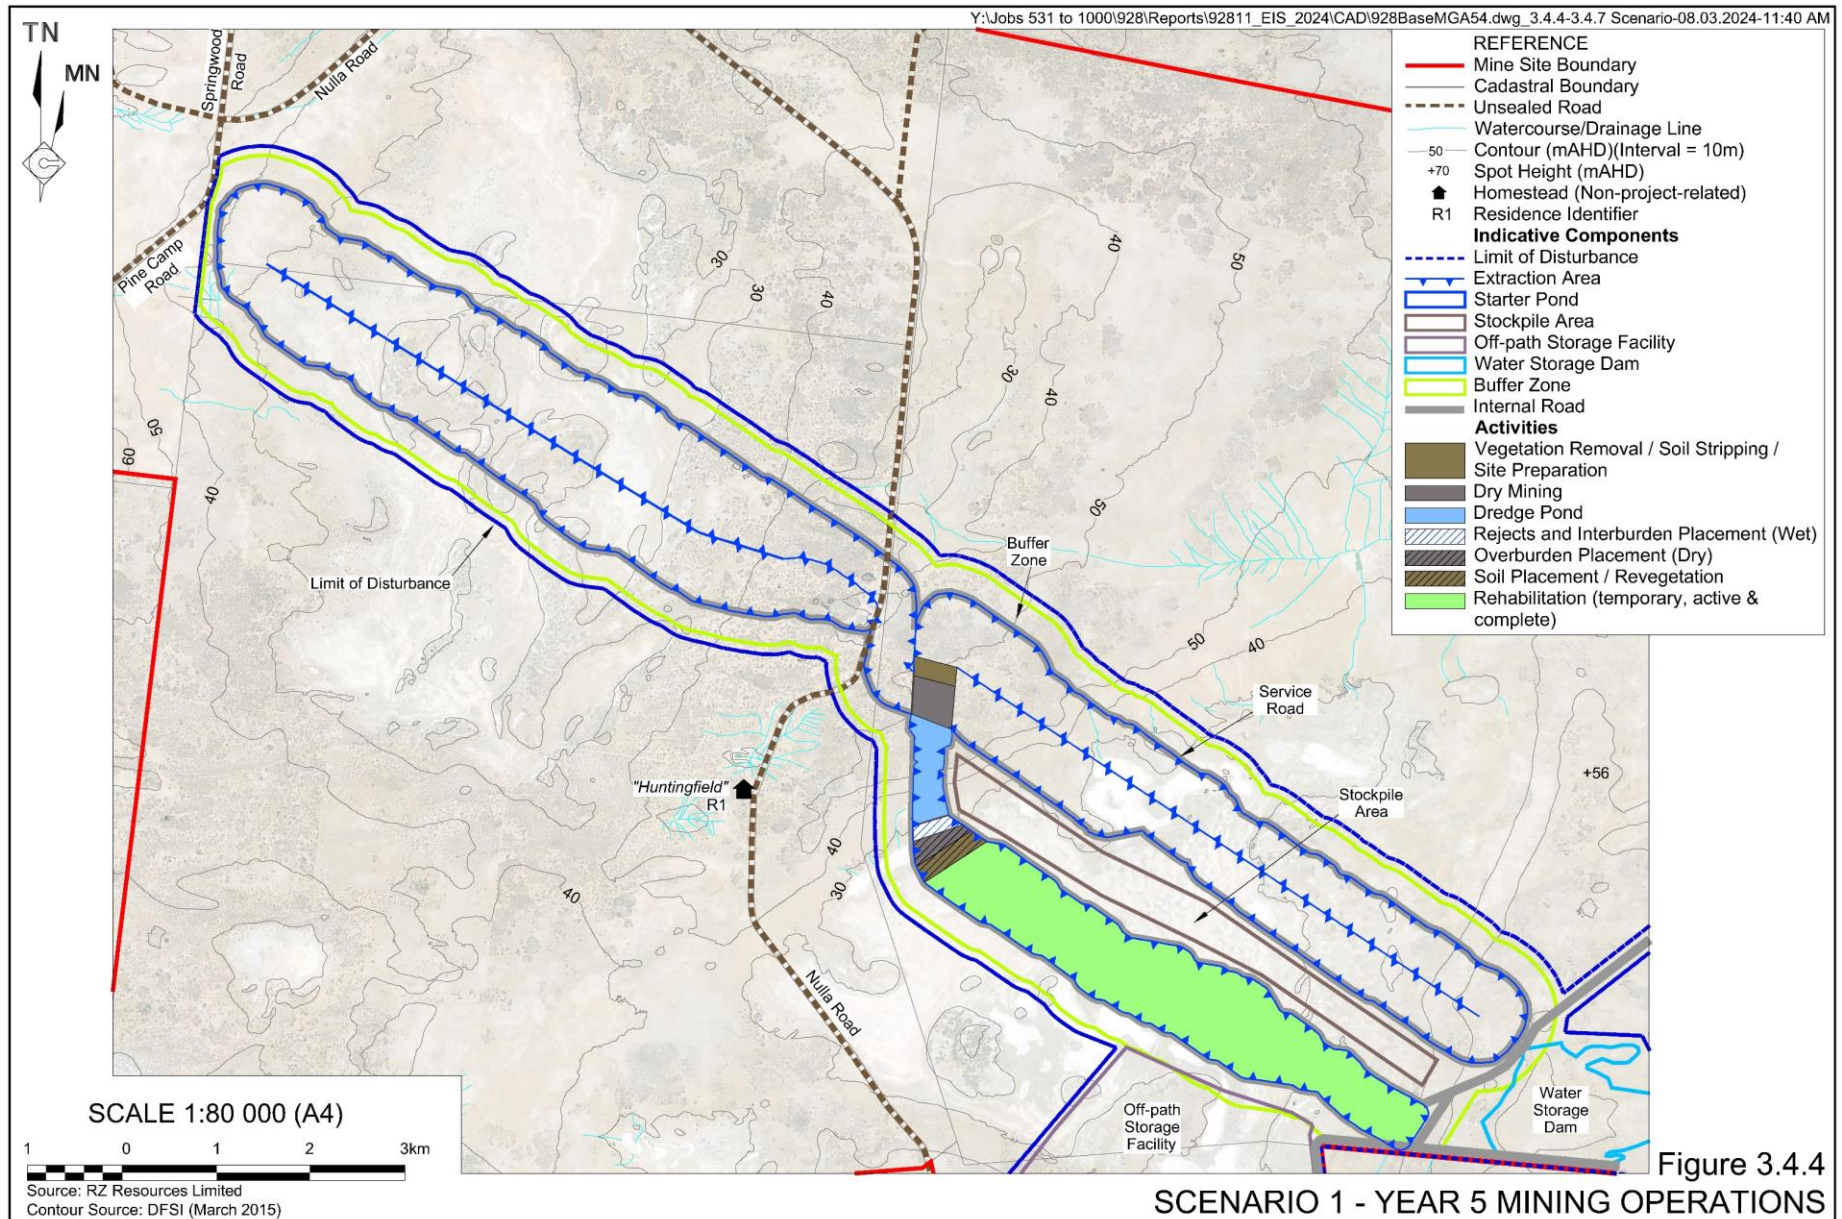 Y:\Jobs 531 to 1000\928\Reports\92811_EIS_2024\CAD\928BaseMGA54.dwg_3.4.4-3.4.7 Scenario-08.03.2024-11:40 AM
TN
MN
REFERENCE
Mine Site Boundary
Cadastral Boundary
Unsealed Road
Watercourse/Drainage Line
50
Contour (mAHD)(Interval = 10m)
+70
Spot Height (mAHD)
Homestead (Non-project-related)
R1
Residence Identifier
Indicative Components
Limit of Disturbance
Extraction Area
Starter Pond
Stockpile Area
Off-path Storage Facility
Water Storage Dam
Buffer Zone
Internal Road
Activities
Vegetation Removal / Soil Stripping /
Site Preparation
Dry Mining
Dredge Pond
Rejects and Interburden Placement (Wet)
Overburden Placement (Dry)
Soil Placement / Revegetation
Rehabilitation (temporary, active &
complete)
Springwood
Road
Nulla Road
Pine Camp
Road
30
30
40
40
50
30
40
50
60
40
50
Limit of Disturbance
Buffer
Zone
50
40
Service
Road
+56
Stockpile
Area
"Huntingfield"
R1
40
30
40
Nulla Road
Off-path
Storage
Facility
Water
Storage
Dam
SCALE 1:80 000 (A4)
1
0
1
2
3km
Source: RZ Resources Limited
Contour Source: DFSI (March 2015)
Figure 3.4.4
SCENARIO 1 - YEAR 5 MINING OPERATIONS